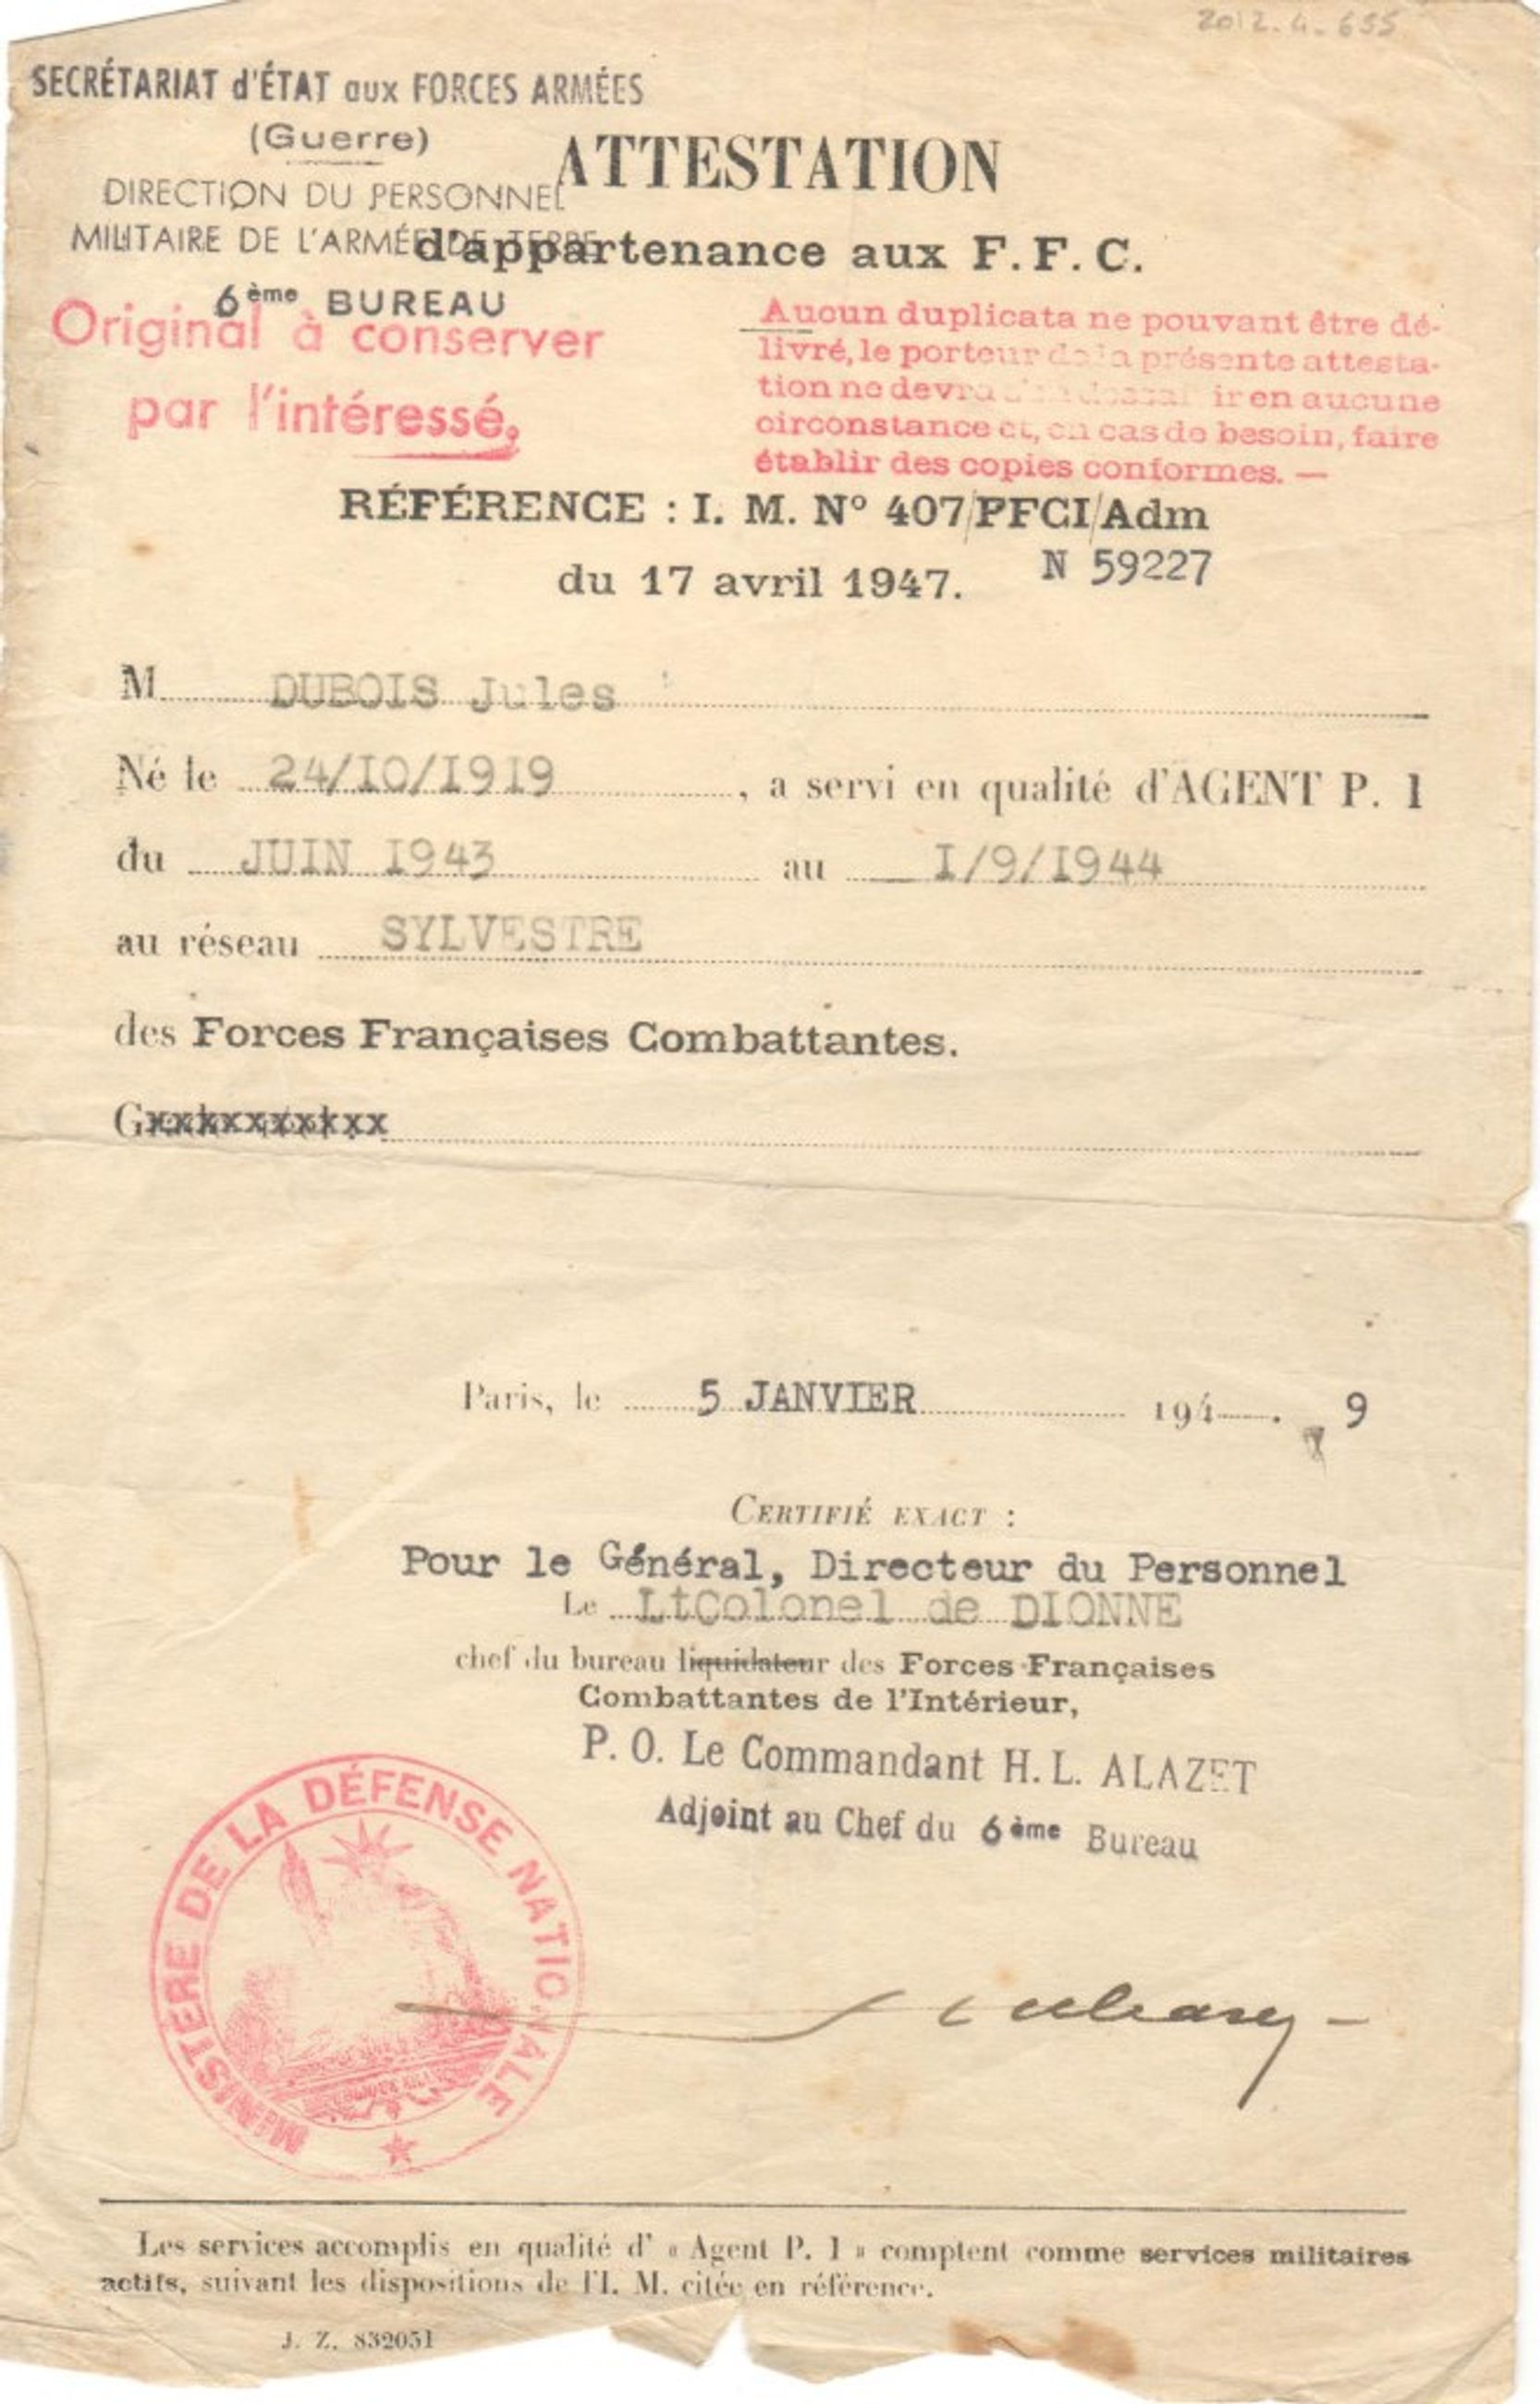 2012.4.655
SECRÉTARIAT d'ÉTAT aux FORCES ARMÉES
(Guerre)
DIRECTION DU PERSONNEL
MILITAIRE DE L'ARMÉE DE TERRE
6ème BUREAU
ATTESTATION
d'appartenance aux F. F. C.
Original à conserver
par l'intéressé.
Aucun duplicata ne pouvant être dé-
livré, le porteur de la présente attesta-
tion ne devra s'en dessaisir en aucune
circonstance et, en cas de besoin, faire
établir des copies conformes. —
RÉFÉRENCE : I. M. N° 407/PFCI/Adm
du 17 avril 1947. N 59227
M DUBOIS Jules
Né le 24/IO/I9I9, a servi en qualité d'AGENT P. 1
du JUIN I943 au I/9/I944
au réseau SYLVESTRE
des Forces Françaises Combattantes.
Gxxxxxxxxxx
Paris, le 5 JANVIER 194 . 9
CERTIFIÉ EXACT :
Pour le Général, Directeur du Personnel
Le LtColonel de DIONNE
chef du bureau liquidateur des Forces Françaises
Combattantes de l'Intérieur,
P. O. Le Commandant H. L. ALAZET
Adjoint au Chef du 6ème Bureau
MINISTÈRE DE LA DÉFENSE NATIONALE
Les services accomplis en qualité d' « Agent P. 1 » comptent comme services militaires
actifs, suivant les dispositions de l'I. M. citée en référence.
J. Z. 832051